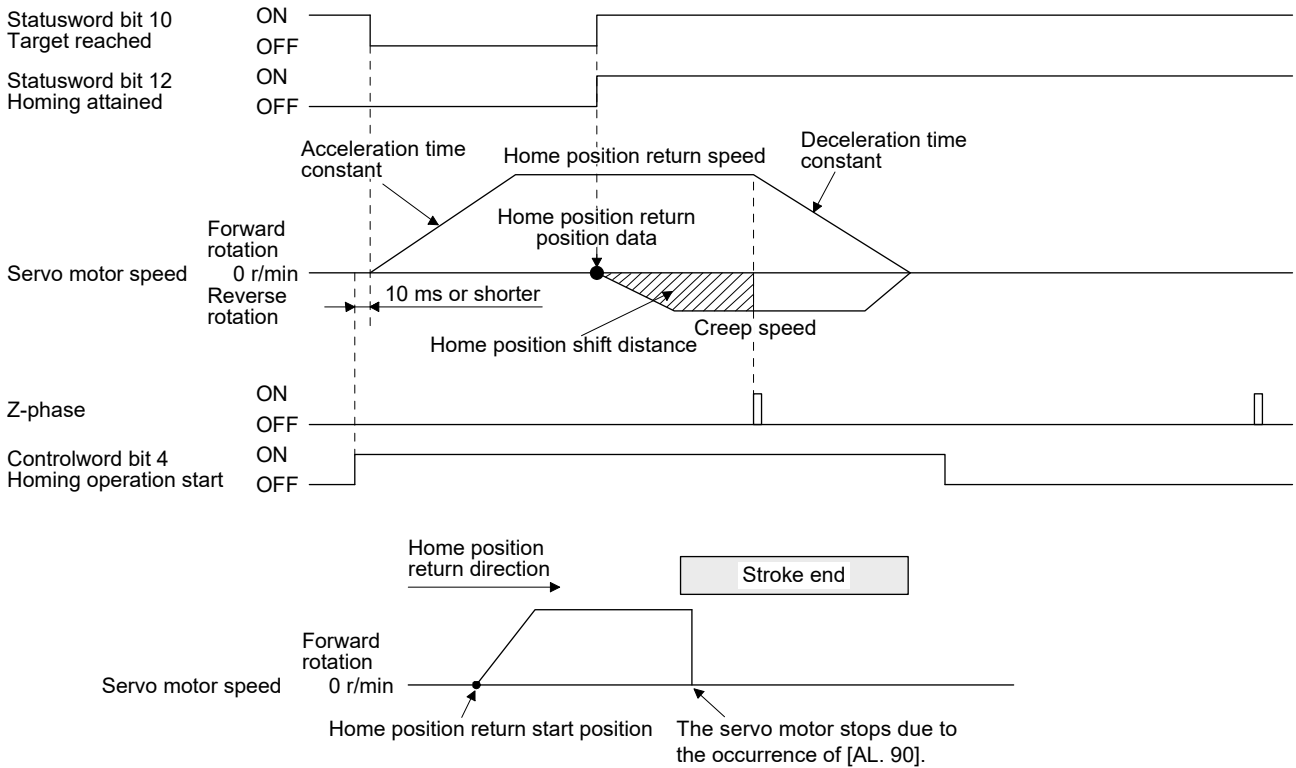 Statusword bit 10
Target reached
ON
OFF
Statusword bit 12
Homing attained
ON
OFF
Acceleration time
constant
Home position return speed
Deceleration time
constant
Home position return
position data
Forward
rotation
Servo motor speed
0 r/min
Reverse
rotation
10 ms or shorter
Creep speed
Home position shift distance
Z-phase
ON
OFF
Controlword bit 4
Homing operation start
ON
OFF
Home position
return direction
Stroke end
Forward
rotation
Servo motor speed
0 r/min
Home position return start position
The servo motor stops due to
the occurrence of [AL. 90].